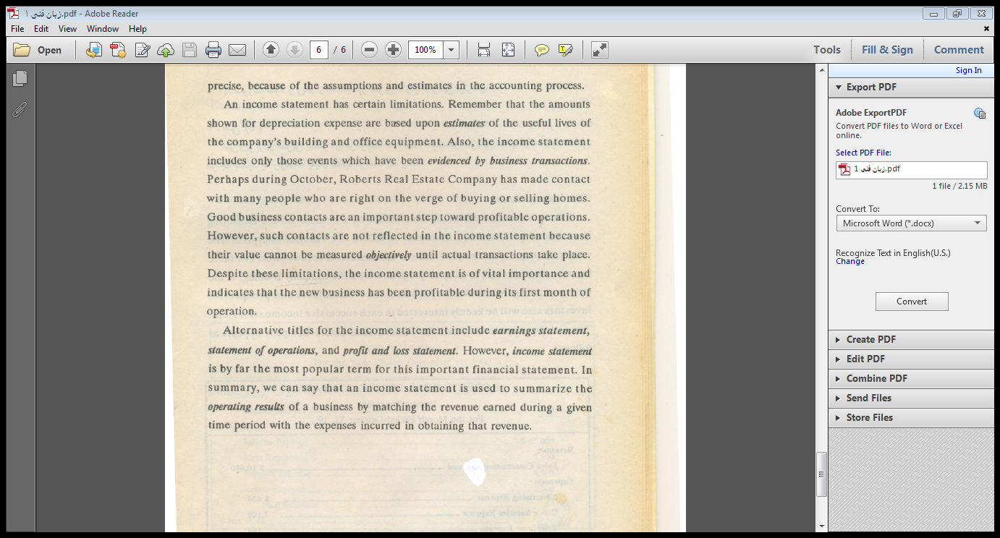 زبان فنی ۱.pdf - Adobe Reader
File Edit View Window Help
Open 6 / 6 100% Tools Fill & Sign Comment
precise, because of the assumptions and estimates in the accounting process.
An income statement has certain limitations. Remember that the amounts
shown for depreciation expense are based upon estimates of the useful lives of
the company's building and office equipment. Also, the income statement
includes only those events which have been evidenced by business transactions.
Perhaps during October, Roberts Real Estate Company has made contact
with many people who are right on the verge of buying or selling homes.
Good business contacts are an important step toward profitable operations.
However, such contacts are not reflected in the income statement because
their value cannot be measured objectively until actual transactions take place.
Despite these limitations, the income statement is of vital importance and
indicates that the new business has been profitable during its first month of
operation.
Alternative titles for the income statement include earnings statement,
statement of operations, and profit and loss statement. However, income statement
is by far the most popular term for this important financial statement. In
summary, we can say that an income statement is used to summarize the
operating results of a business by matching the revenue earned during a given
time period with the expenses incurred in obtaining that revenue.
Sign In
Export PDF
Adobe ExportPDF
Convert PDF files to Word or Excel
online.
Select PDF File:
زبان فنی 1.pdf
1 file / 2.15 MB
Convert To:
Microsoft Word (*.docx)
Recognize Text in English(U.S.)
Change
Convert
Create PDF
Edit PDF
Combine PDF
Send Files
Store Files